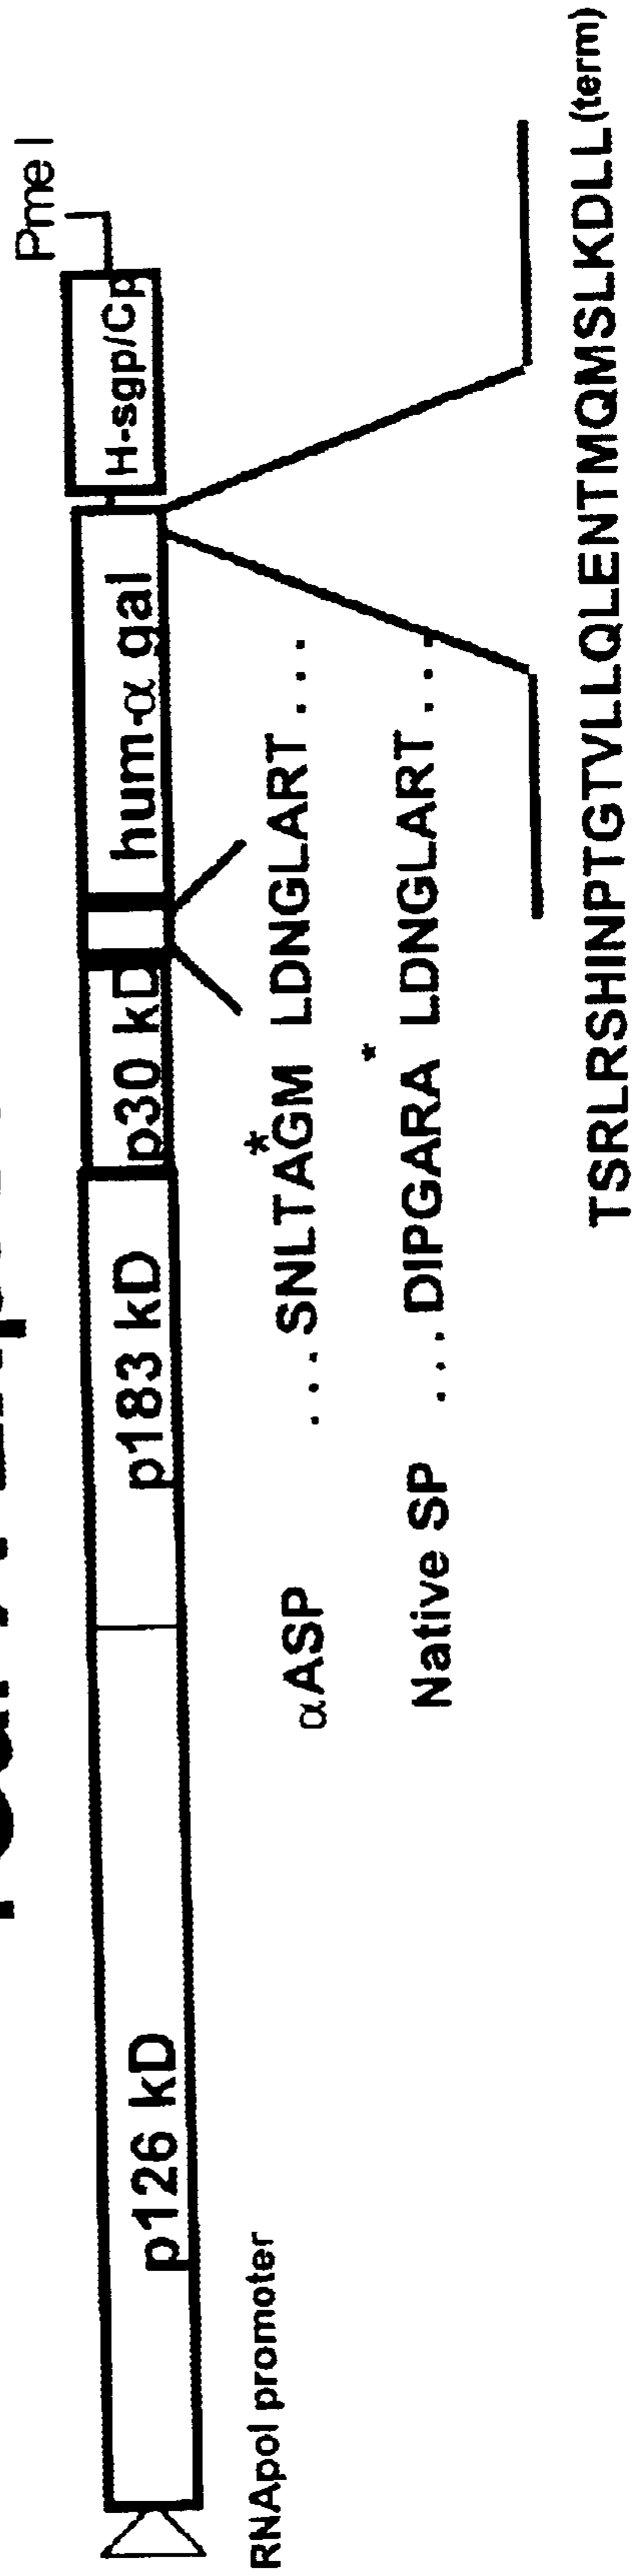 Pme I
p126 kD
p183 kD
p30 kD
hum-α gal
H-sgp/Cp
RNApol promoter
αASP ...SNLTAGM LDNGLART...
*
Native SP ...DIPGARA LDNGLART...
*
TSRLRSHINPTGTVLLQLENTMQMSLKDLL(term)